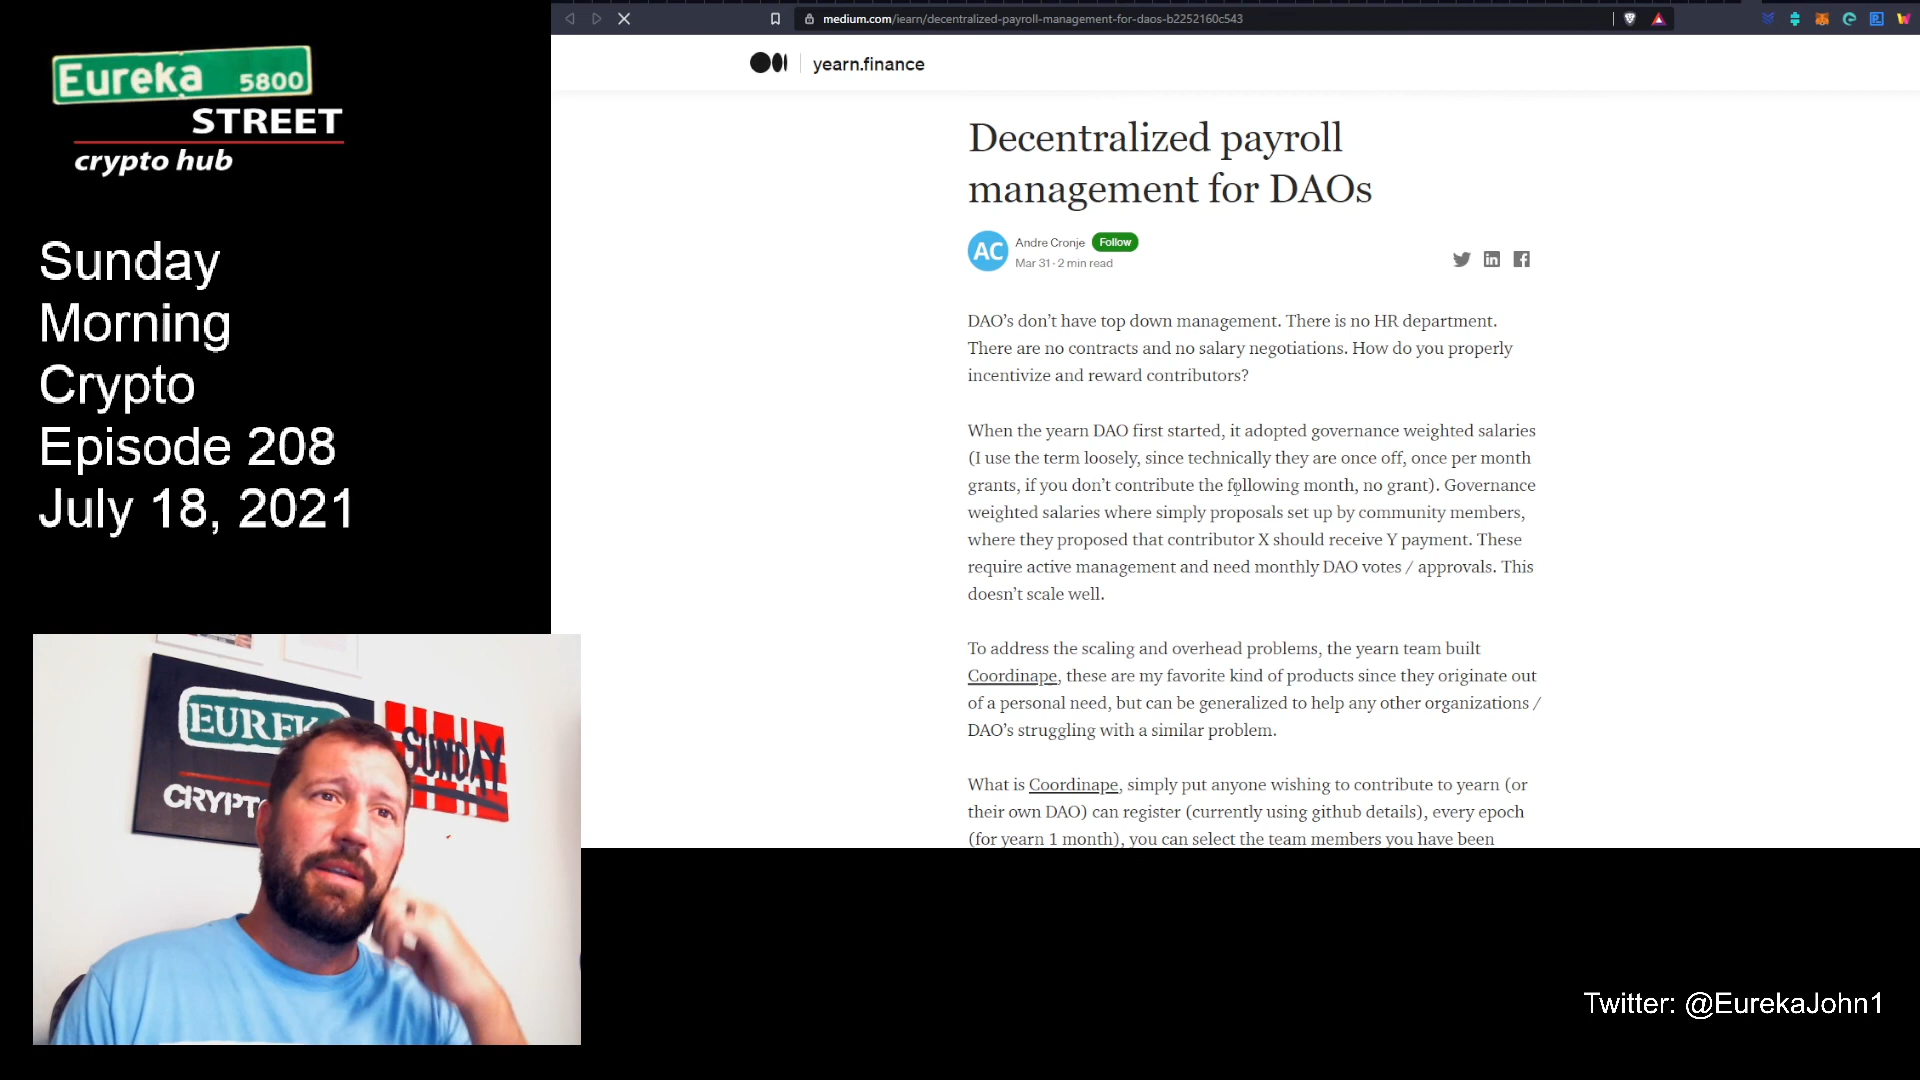 Eureka 5800
STREET
crypto hub
Sunday
Morning
Crypto
Episode 208
July 18, 2021
medium.com/iearn/decentralized-payroll-management-for-daos-b2252160c543
yearn.finance
Decentralized payroll
management for DAOs
AC
Andre Cronje Follow
Mar 31 · 2 min read
DAO’s don’t have top down management. There is no HR department.
There are no contracts and no salary negotiations. How do you properly
incentivize and reward contributors?
When the yearn DAO first started, it adopted governance weighted salaries
(I use the term loosely, since technically they are once off, once per month
grants, if you don’t contribute the following month, no grant). Governance
weighted salaries where simply proposals set up by community members,
where they proposed that contributor X should receive Y payment. These
require active management and need monthly DAO votes / approvals. This
doesn’t scale well.
To address the scaling and overhead problems, the yearn team built
Coordinape, these are my favorite kind of products since they originate out
of a personal need, but can be generalized to help any other organizations /
DAO’s struggling with a similar problem.
What is Coordinape, simply put anyone wishing to contribute to yearn (or
their own DAO) can register (currently using github details), every epoch
(for yearn 1 month), you can select the team members you have been
EUREK
CRYPT
SUNDAY
Twitter: @EurekaJohn1